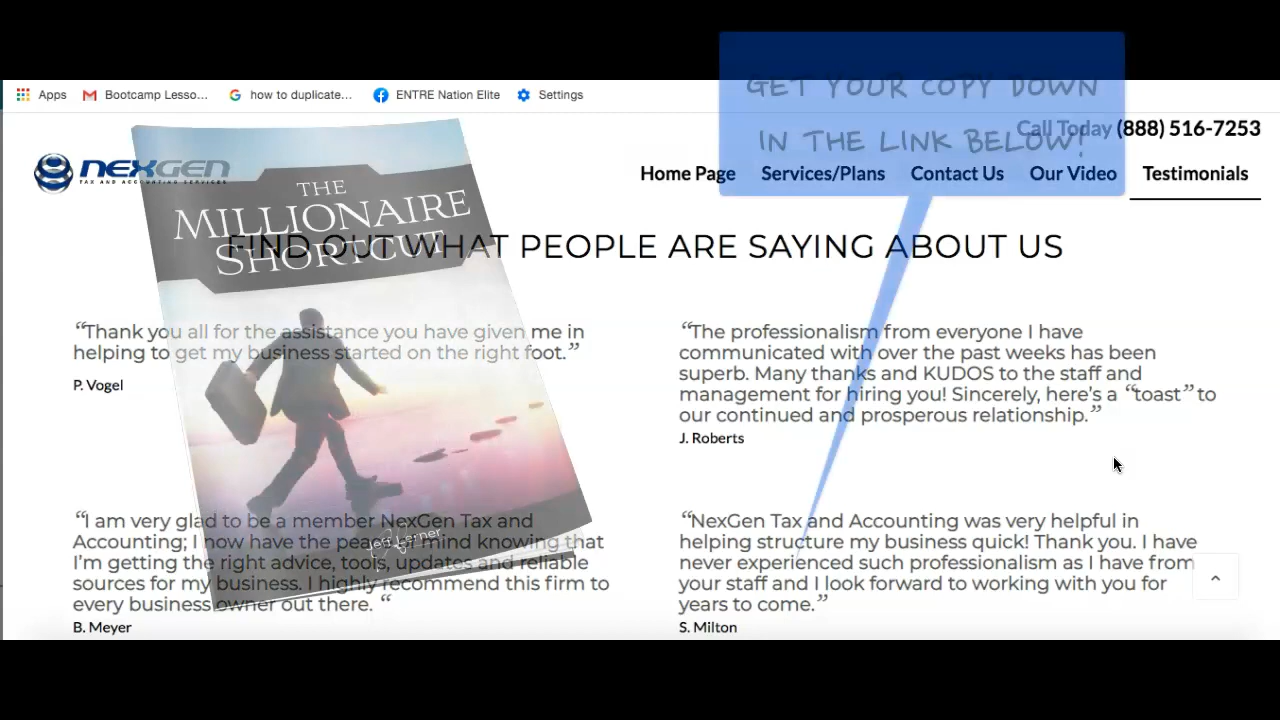 GET YOUR COPY DOWN
IN THE LINK BELOW!
Apps
Bootcamp Lesso...
how to duplicate...
ENTRE Nation Elite
Settings
Call Today (888) 516-7253
NEXGEN
TAX AND ACCOUNTING SERVICES
Home Page
Services/Plans
Contact Us
Our Video
Testimonials
THE
MILLIONAIRE
SHORTCUT
Jeff Lerner
FIND OUT WHAT PEOPLE ARE SAYING ABOUT US
“Thank you all for the assistance you have given me in
helping to get my business started on the right foot.”
P. Vogel
“The professionalism from everyone I have
communicated with over the past weeks has been
superb. Many thanks and KUDOS to the staff and
management for hiring you! Sincerely, here’s a “toast” to
our continued and prosperous relationship.”
J. Roberts
“I am very glad to be a member NexGen Tax and
Accounting; I now have the peace of mind knowing that
I’m getting the right advice, tools, updates and reliable
sources for my business. I highly recommend this firm to
every business owner out there. “
B. Meyer
“NexGen Tax and Accounting was very helpful in
helping structure my business quick! Thank you. I have
never experienced such professionalism as I have from
your staff and I look forward to working with you for
years to come.”
S. Milton